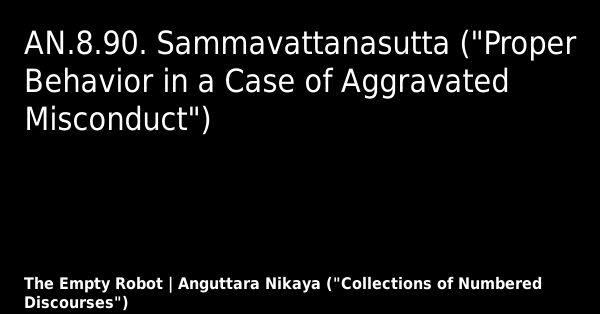 AN.8.90. Sammavattanasutta ("Proper
Behavior in a Case of Aggravated
Misconduct")
The Empty Robot | Anguttara Nikaya ("Collections of Numbered
Discourses")